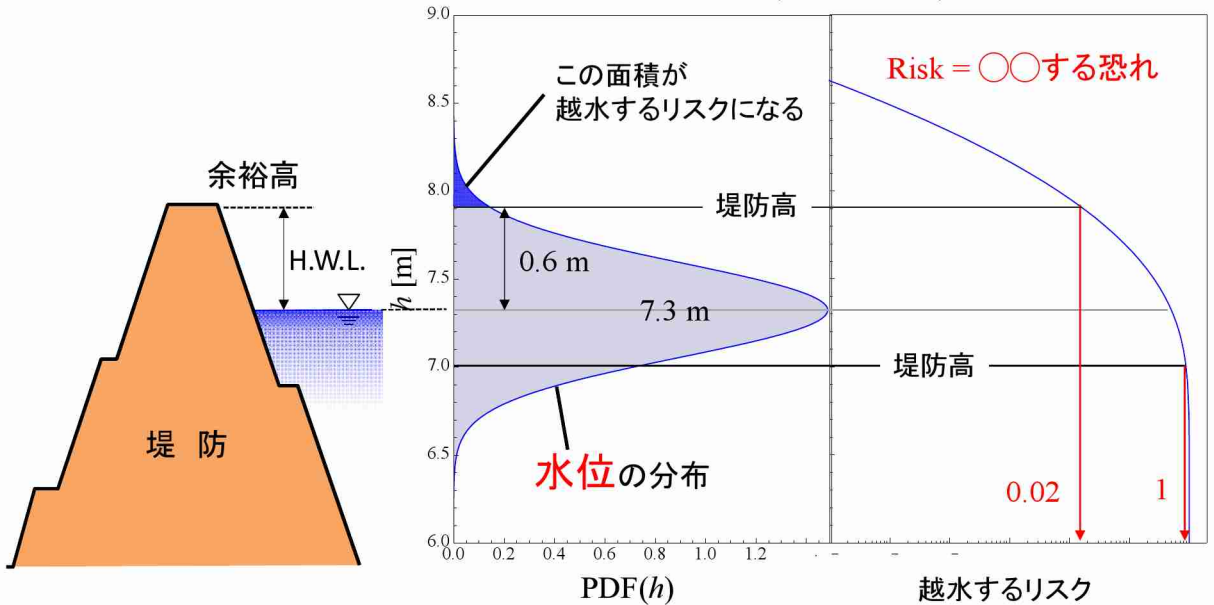 余裕高
H.W.L.
堤 防
9.0
8.5
8.0
7.5
7.0
6.5
6.0
h [m]
この面積が
越水するリスクになる
堤防高
0.6 m
7.3 m
堤防高
水位の分布
0.0
0.2
0.4
0.6
0.8
1.0
1.2
PDF(h)
Risk = 〇〇する恐れ
0.02
1
越水するリスク